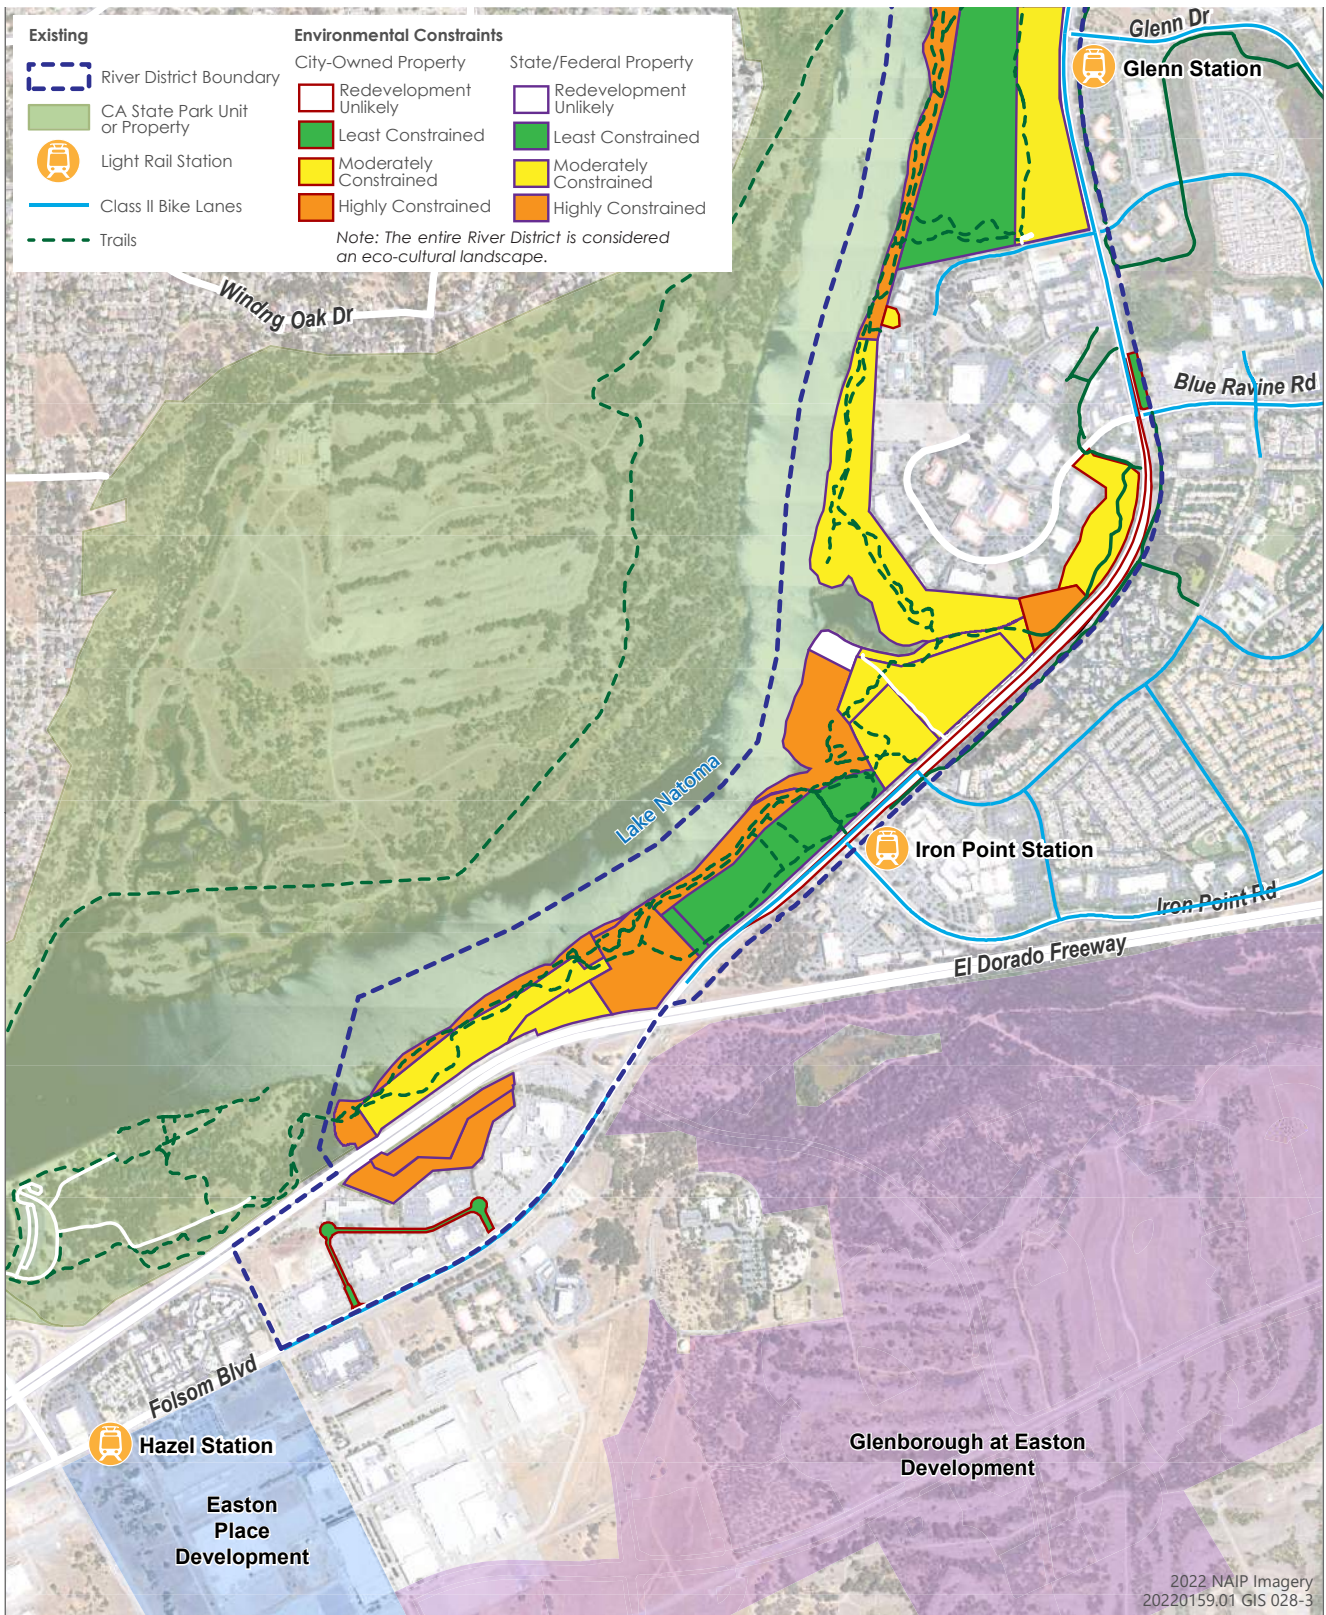 Existing
River District Boundary
CA State Park Unit
or Property
Light Rail Station
Class II Bike Lanes
Trails
Environmental Constraints
City-Owned Property
Redevelopment
Unlikely
Least Constrained
Moderately
Constrained
Highly Constrained
State/Federal Property
Redevelopment
Unlikely
Least Constrained
Moderately
Constrained
Highly Constrained
Note: The entire River District is considered
an eco-cultural landscape.
Glenn Dr
Glenn Station
Windng Oak Dr
Blue Ravine Rd
Lake Natoma
Iron Point Station
Iron Point Rd
El Dorado Freeway
Folsom Blvd
Hazel Station
Glenborough at Easton
Development
Easton
Place
Development
2022 NAIP Imagery
20220159.01 GIS 028-3